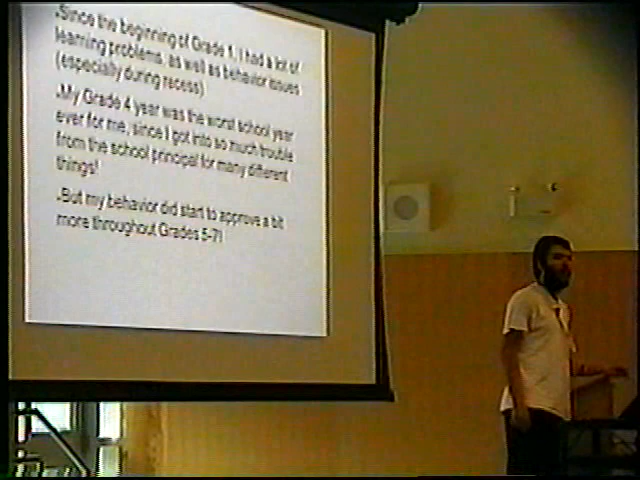 .Since the beginning of Grade 1, I had a lot of
learning problems, as well as behavior issues
(especially during recess)
.My Grade 4 year was the worst school year
ever for me, since I got into so much trouble
from the school principal for many different
things!
.But my behavior did start to approve a bit
more throughout Grades 5-7!